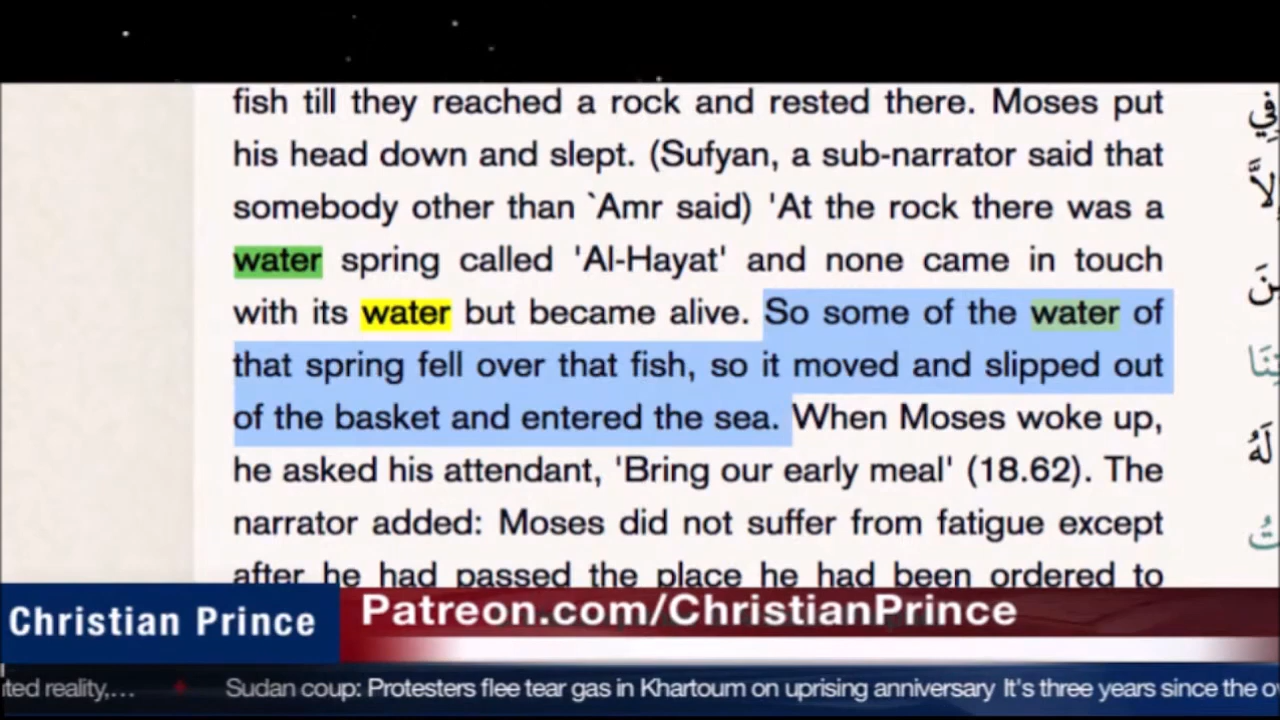 fish till they reached a rock and rested there. Moses put
his head down and slept. (Sufyan, a sub-narrator said that
somebody other than `Amr said) 'At the rock there was a
water spring called 'Al-Hayat' and none came in touch
with its water but became alive. So some of the water of
that spring fell over that fish, so it moved and slipped out
of the basket and entered the sea. When Moses woke up,
he asked his attendant, 'Bring our early meal' (18.62). The
narrator added: Moses did not suffer from fatigue except
after he had passed the place he had been ordered to
لَهُ
Christian Prince
Patreon.com/ChristianPrince
reality,… Sudan coup: Protesters flee tear gas in Khartoum on uprising anniversary It's three years since the